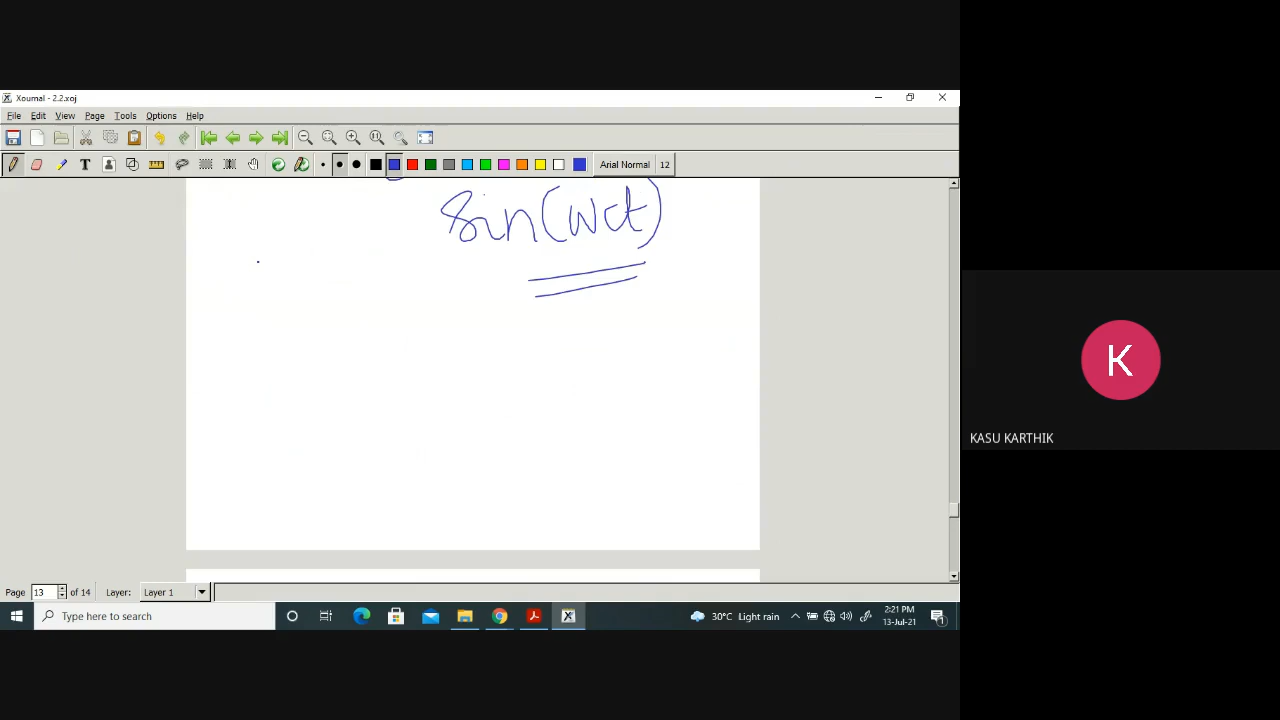 Xournal - 2.2.xoj
File Edit View Page Tools Options Help
Arial Normal 12
Sin(Wct)
K
KASU KARTHIK
Page 13 of 14 Layer: Layer 1
Type here to search
30°C Light rain
2:21 PM
13-Jul-21
1